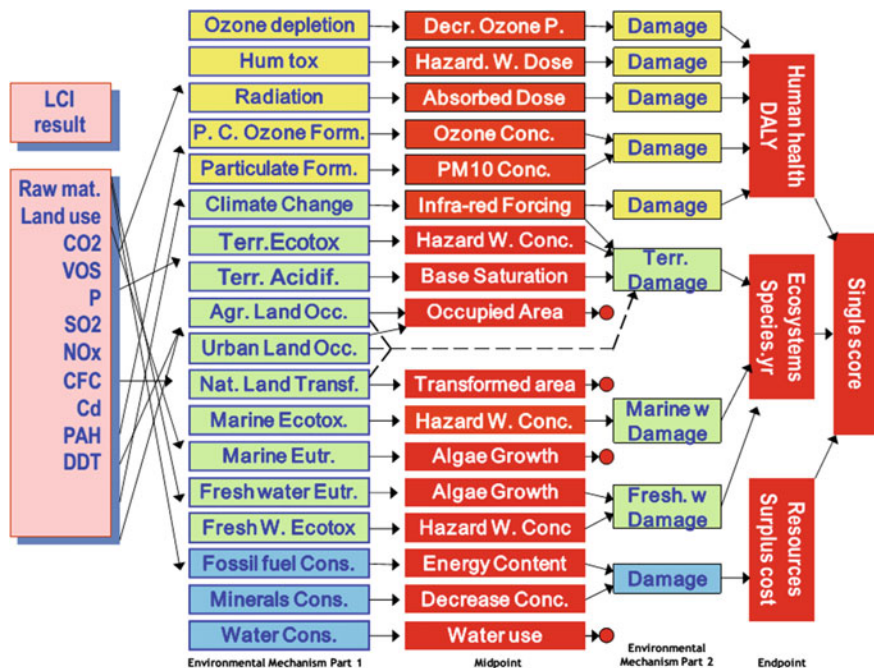 LCI
result
Raw mat.
Land use
CO2
VOS
P
SO2
NOx
CFC
Cd
PAH
DDT
Ozone depletion
Hum tox
Radiation
P. C. Ozone Form.
Particulate Form.
Climate Change
Terr.Ecotox
Terr. Acidif.
Agr. Land Occ.
Urban Land Occ.
Nat. Land Transf.
Marine Ecotox.
Marine Eutr.
Fresh water Eutr.
Fresh W. Ecotox
Fossil fuel Cons.
Minerals Cons.
Water Cons.
Environmental Mechanism Part 1
Decr. Ozone P.
Hazard. W. Dose
Absorbed Dose
Ozone Conc.
PM10 Conc.
Infra-red Forcing
Hazard W. Conc.
Base Saturation
Occupied Area
Transformed area
Hazard W. Conc.
Algae Growth
Algae Growth
Hazard W. Conc
Energy Content
Decrease Conc.
Water use
Midpoint
Damage
Damage
Damage
Damage
Damage
Terr.
Damage
Marine w
Damage
Fresh. w
Damage
Damage
Environmental
Mechanism Part 2
Human health
DALY
Ecosystems
Species.yr
Resources
Surplus cost
Endpoint
Single score